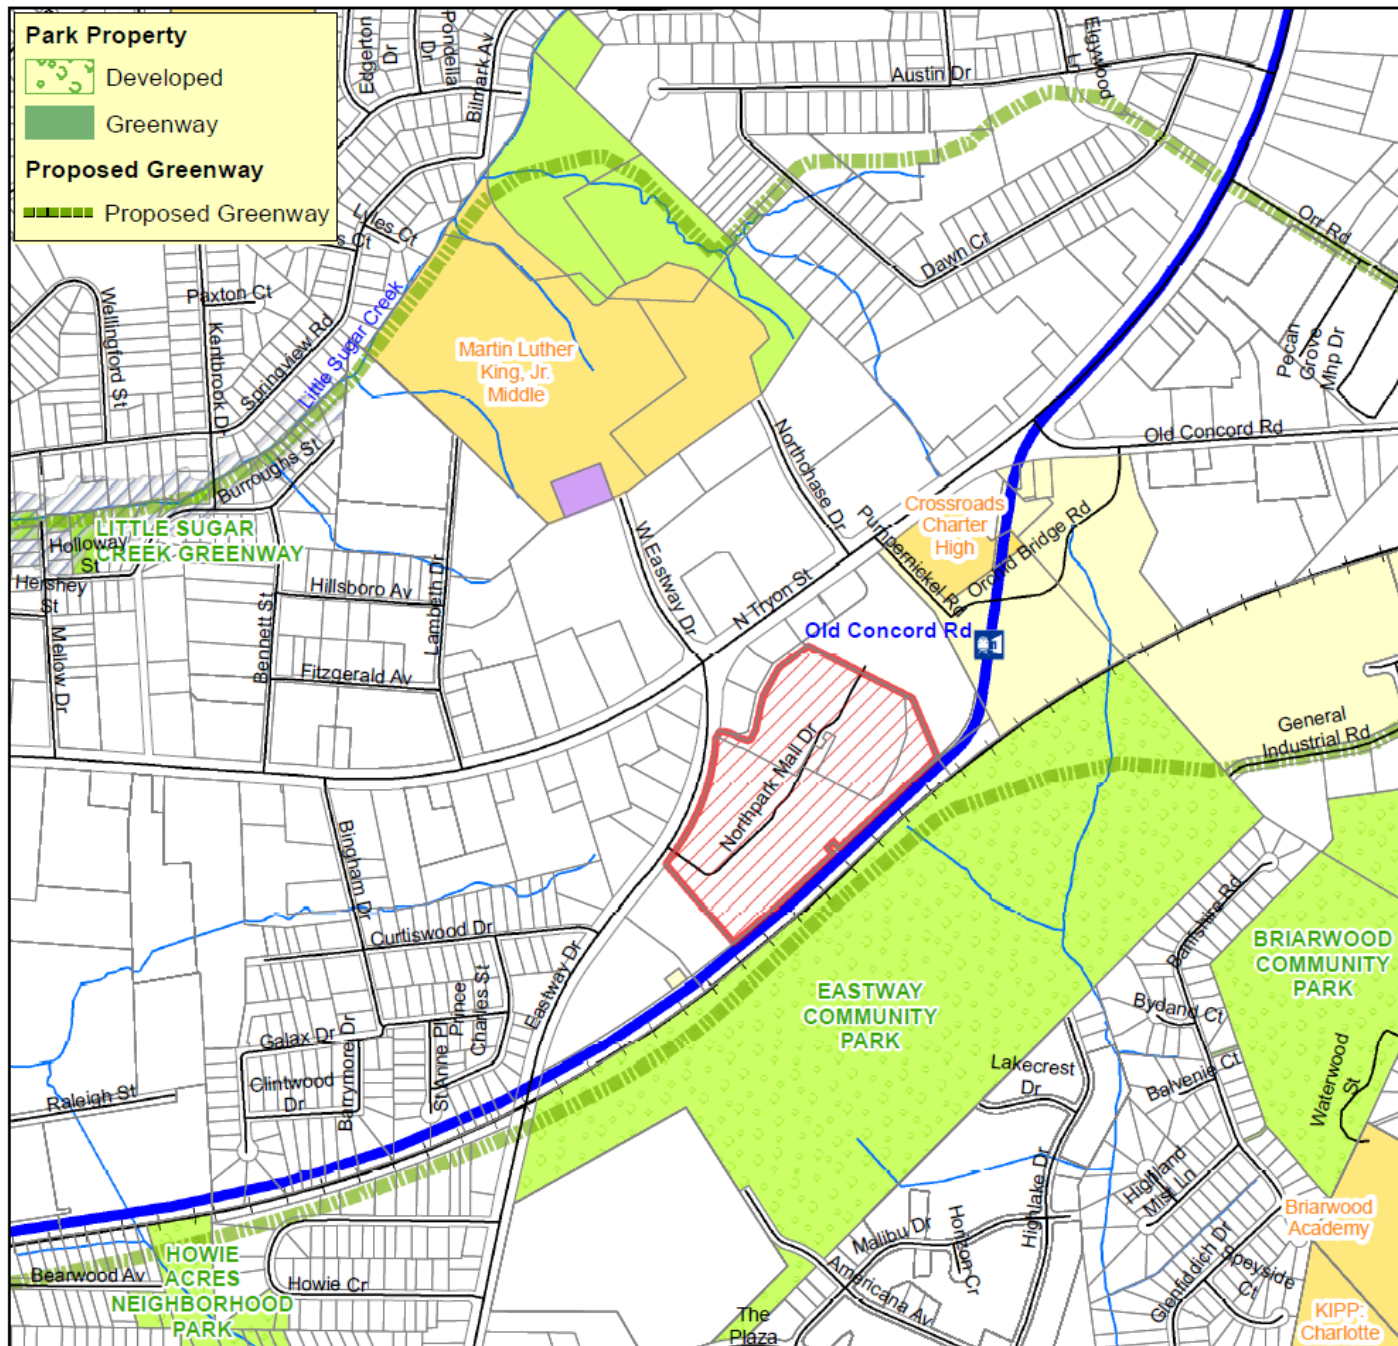 Park Property
Developed
Greenway
Proposed Greenway
Proposed Greenway
Edgerton
Dr
Pondella
Dr
Bilmark Av
Austin Dr
Elgywood
Ln
Lyles Ct
s Ct
Orr Rd
Dawn Cr
Paxton Ct
Wellingford St
Kentbrook Dr
Springview Rd
Little Sugar Creek
Martin Luther
King, Jr.
Middle
Pecan
Grove
Mhp Dr
Old Concord Rd
Northchase Dr
Burroughs St
LITTLE SUGAR
CREEK GREENWAY
Holloway
St
Hershey
St
Crossroads
Charter
High
Pumpernickel Rd
Orchid Bridge Rd
W Eastway Dr
N Tryon St
Hillsboro Av
Lambeth Dr
Bennett St
Mellow Dr
Fitzgerald Av
Old Concord Rd
General
Industrial Rd
Northpark Mall Dr
Bingham Dr
Curtiswood Dr
Banfshire Rd
BRIARWOOD
COMMUNITY
PARK
EASTWAY
COMMUNITY
PARK
Eastway Dr
Prince
Charles St
St Anne Pl
Galax Dr
Barrymore Dr
Clintwood
Dr
Raleigh St
Bydand Ct
Balvenie Ct
Waterwood
St
Lakecrest
Dr
Highlake Dr
Highland
Mist Ln
Briarwood
Academy
Glenfiddich Dr
Speyside
Ct
Malibu Dr
Horizon Cr
Americana Av
HOWIE
ACRES
NEIGHBORHOOD
PARK
Bearwood Av
Howie Cr
The
Plaza
KIPP:
Charlotte